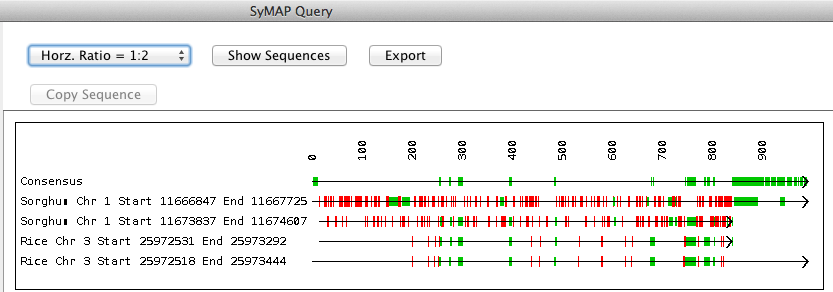 SyMAP Query
Horz. Ratio = 1:2 Show Sequences Export
Copy Sequence
0 100 200 300 400 500 600 700 800 900
Consensus
Sorghum Chr 1 Start 11666847 End 11667725
Sorghum Chr 1 Start 11673837 End 11674607
Rice Chr 3 Start 25972531 End 25973292
Rice Chr 3 Start 25972518 End 25973444